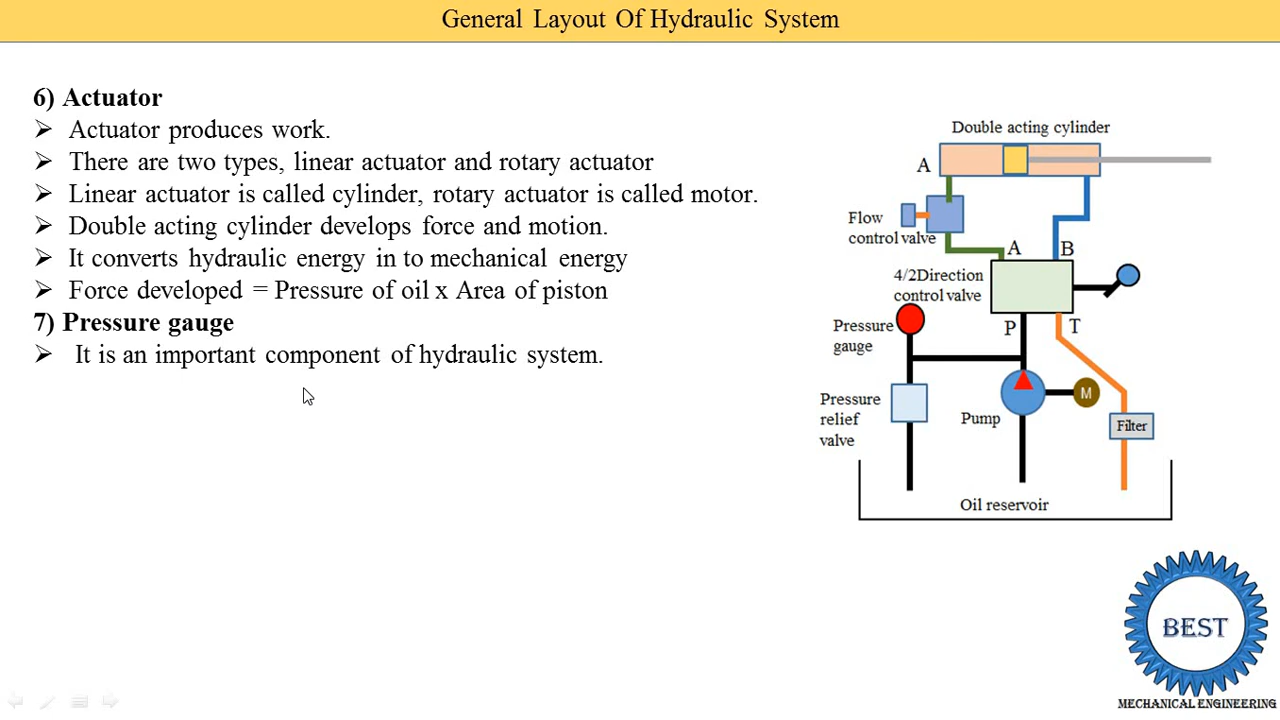 General Layout Of Hydraulic System
6) Actuator
➢ Actuator produces work.
➢ There are two types, linear actuator and rotary actuator
➢ Linear actuator is called cylinder, rotary actuator is called motor.
➢ Double acting cylinder develops force and motion.
➢ It converts hydraulic energy in to mechanical energy
➢ Force developed = Pressure of oil x Area of piston
7) Pressure gauge
➢ It is an important component of hydraulic system.
Double acting cylinder
A
Flow
control valve
A
B
4/2Direction
control valve
P
T
Pressure
gauge
M
Pressure
relief
valve
Pump
Filter
Oil reservoir
BEST
MECHANICAL ENGINEERING